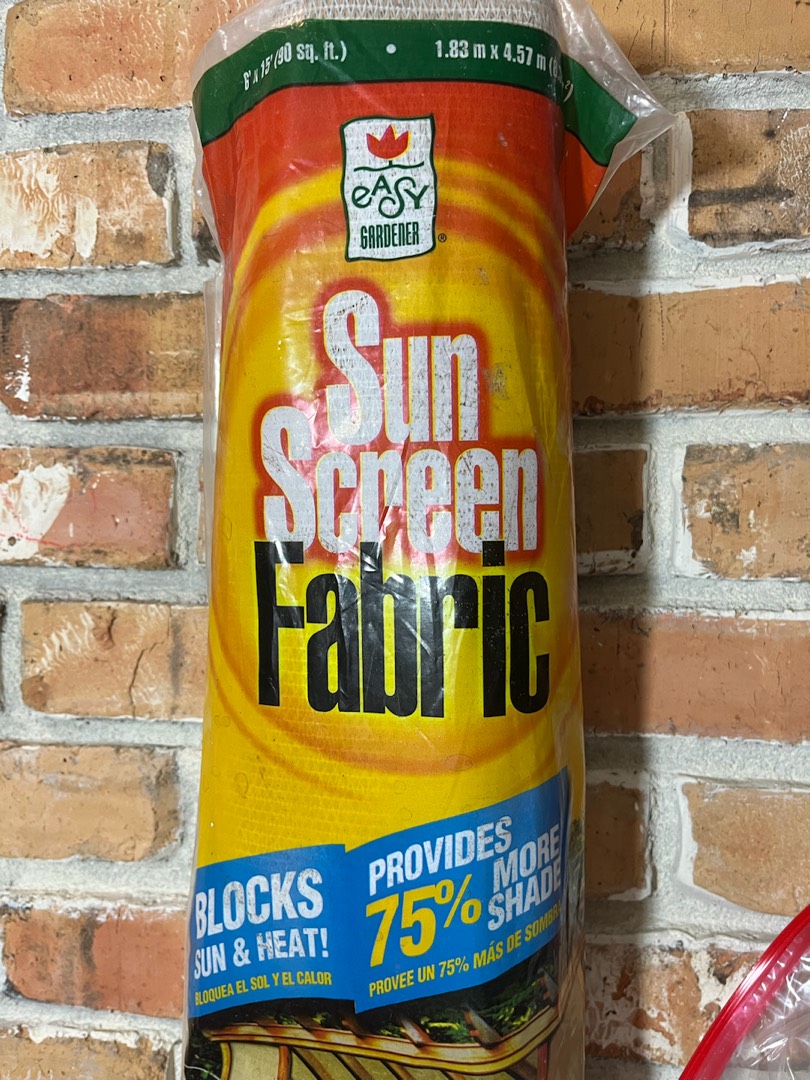 6' x 15' (90 sq. ft.) • 1.83 m x 4.57 m
eASY
GARDENER ®
Sun
Screen
Fabric
BLOCKS
SUN & HEAT!
BLOQUEA EL SOL Y EL CALOR
PROVIDES
75% MORE
SHADE
PROVEE UN 75% MÁS DE SOMBRA